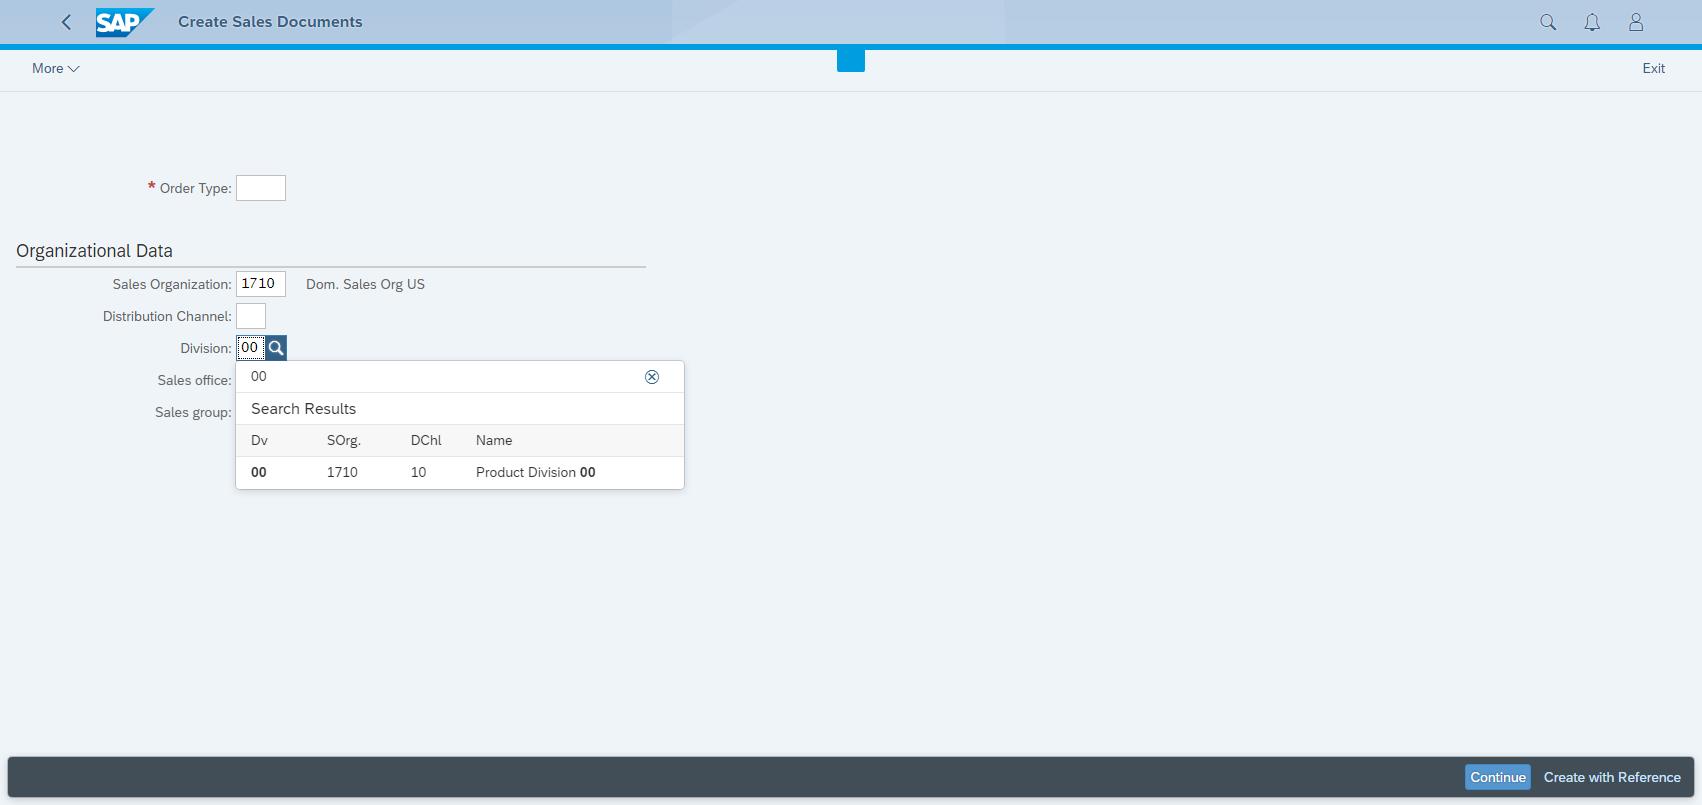 SAP Create Sales Documents
More Exit
* Order Type:
Organizational Data
Sales Organization: 1710 Dom. Sales Org US
Distribution Channel:
Division: 00
Sales office: 00
Sales group: Search Results
Dv SOrg. DChl Name
00 1710 10 Product Division 00
Continue Create with Reference